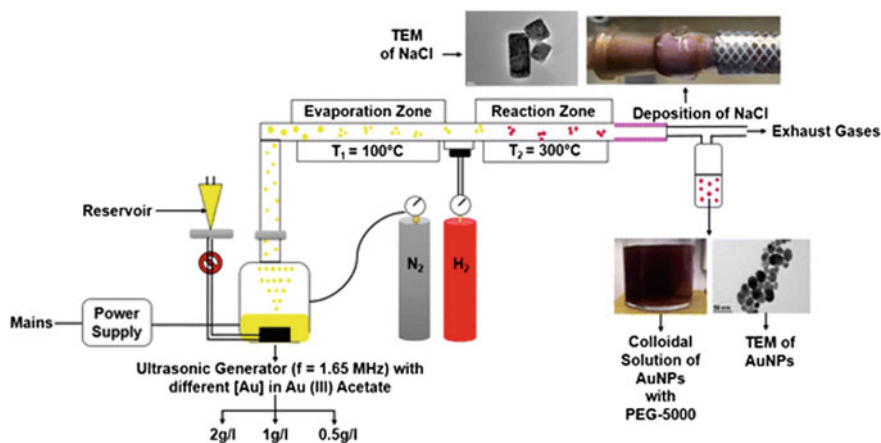 TEM
of NaCl
Evaporation Zone
Reaction Zone
Deposition of NaCl
Exhaust Gases
T₁ = 100°C
T₂ = 300°C
Reservoir
N₂
H₂
Mains
Power
Supply
Ultrasonic Generator (f = 1.65 MHz) with
different [Au] in Au (III) Acetate
2g/l
1g/l
0.5g/l
Colloidal
Solution of
AuNPs
with
PEG-5000
TEM of
AuNPs